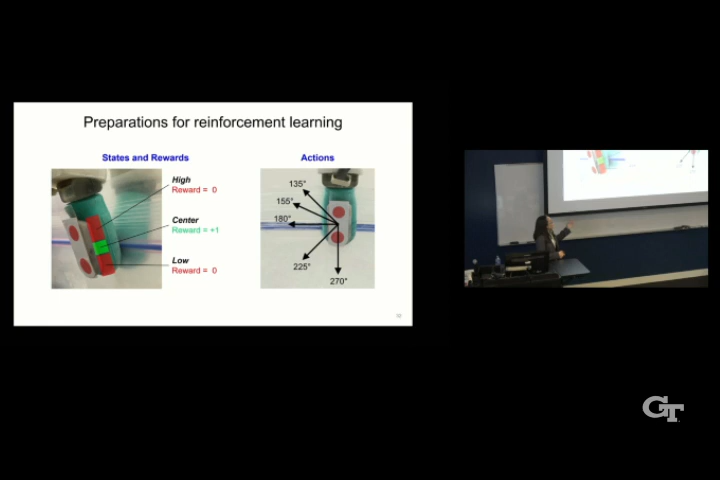 Preparations for reinforcement learning
States and Rewards
High
Reward = 0
Center
Reward = +1
Low
Reward = 0
Actions
135°
155°
180°
225°
270°
GT